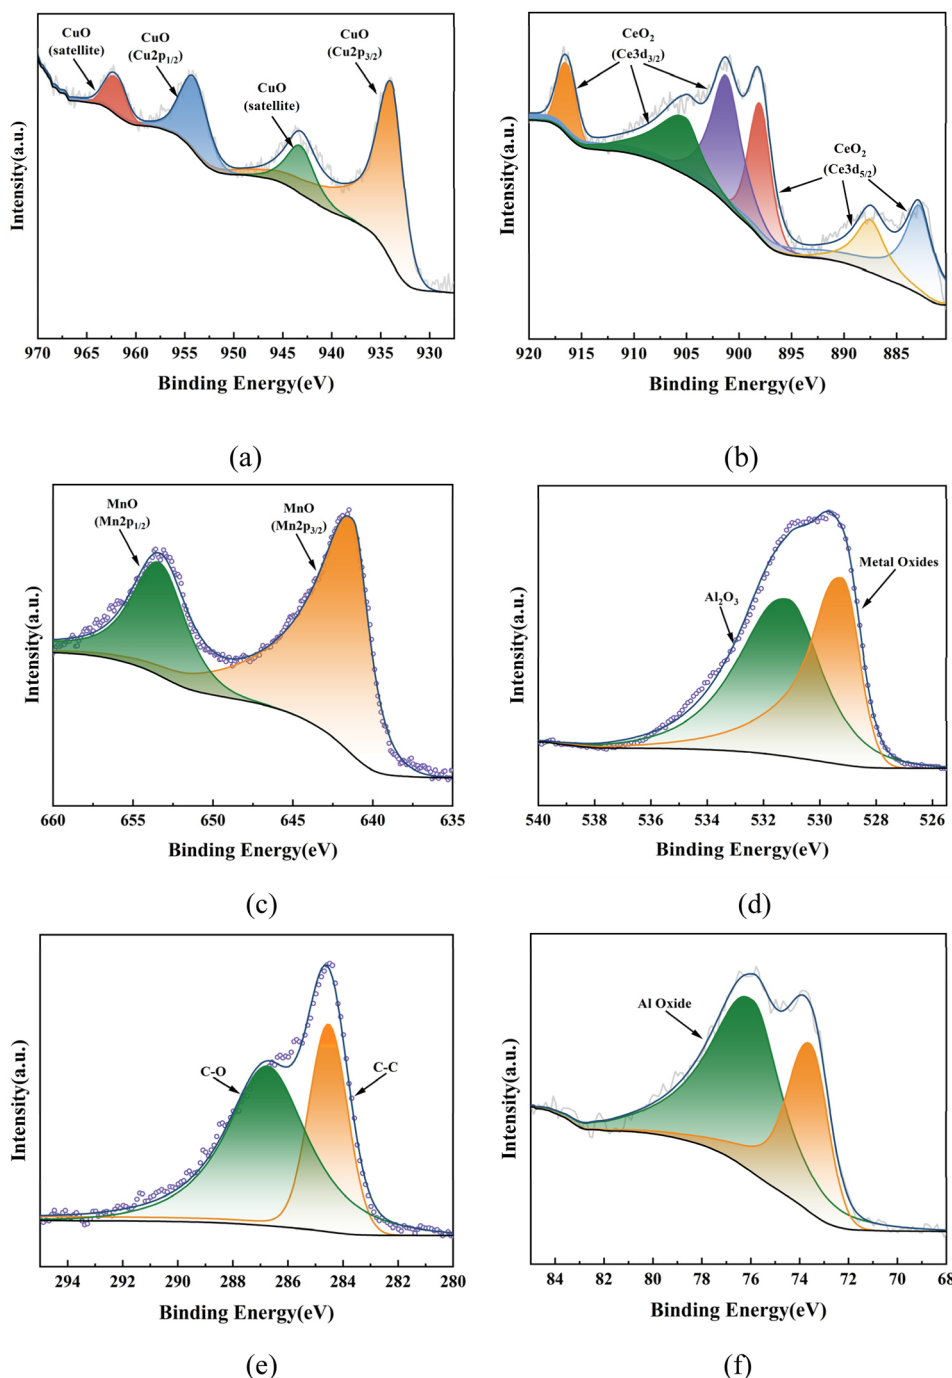 CuO
(satellite)
CuO
(Cu2p1/2)
CuO
(satellite)
CuO
(Cu2p3/2)
Intensity(a.u.)
970 965 960 955 950 945 940 935 930
Binding Energy(eV)
(a)
CeO2
(Ce3d3/2)
CeO2
(Ce3d5/2)
Intensity(a.u.)
920 915 910 905 900 895 890 885
Binding Energy(eV)
(b)
MnO
(Mn2p1/2)
MnO
(Mn2p3/2)
Intensity(a.u.)
660 655 650 645 640 635
Binding Energy(eV)
(c)
Al2O3
Metal Oxides
Intensity(a.u.)
540 538 536 534 532 530 528 526
Binding Energy(eV)
(d)
C-O
C-C
Intensity(a.u.)
294 292 290 288 286 284 282 280
Binding Energy(eV)
(e)
Al Oxide
Intensity(a.u.)
84 82 80 78 76 74 72 70 68
Binding Energy(eV)
(f)